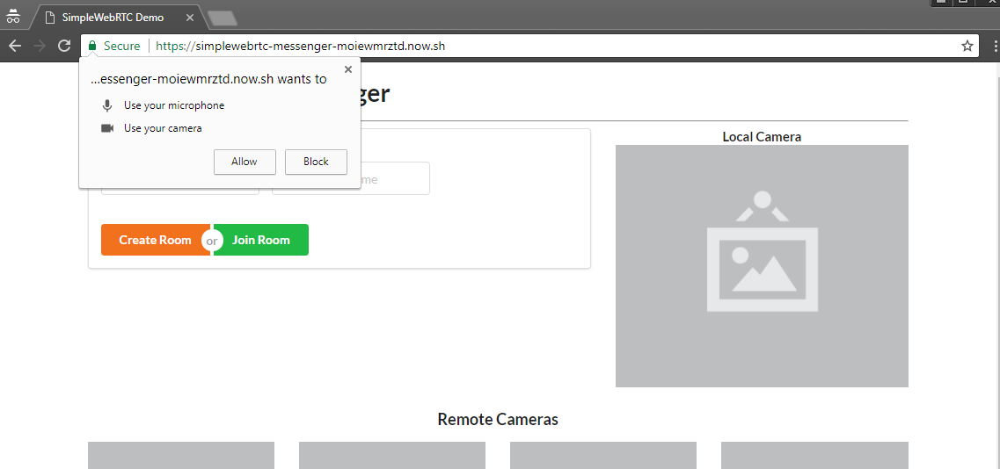 SimpleWebRTC Demo
Secure
https://simplewebrtc-messenger-moiewmrztd.now.sh
...essenger-moiewmrztd.now.sh wants to
Use your microphone
Use your camera
Allow
Block
ger
me
Create Room
or
Join Room
Local Camera
Remote Cameras